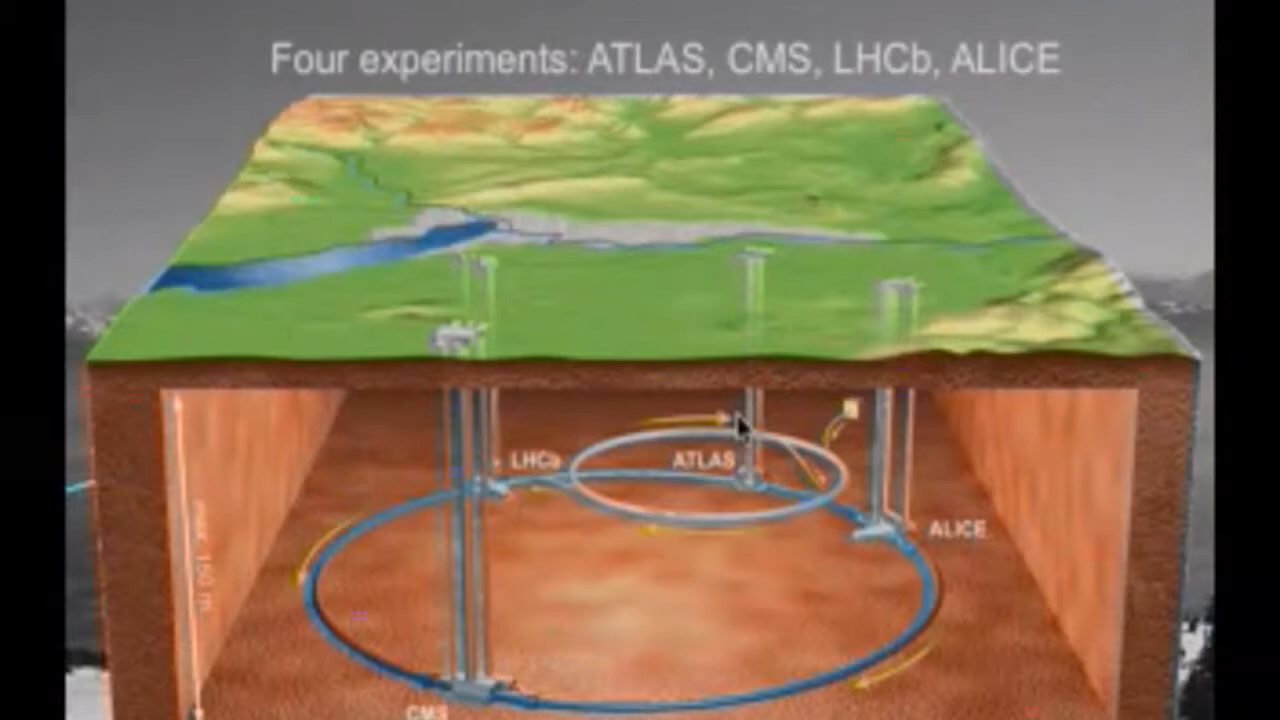 Four experiments: ATLAS, CMS, LHCb, ALICE
LHCb
ATLAS
ALICE
CMS